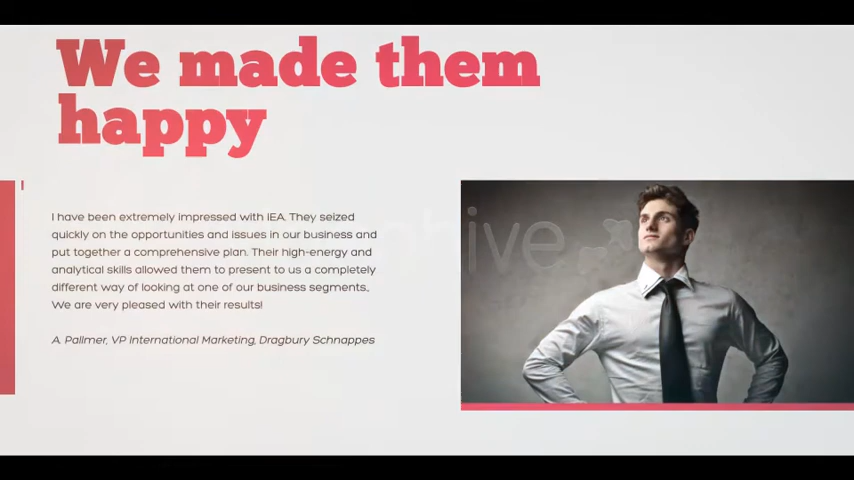 We made them
happy
I have been extremely impressed with IEA. They seized
quickly on the opportunities and issues in our business and
put together a comprehensive plan. Their high-energy and
analytical skills allowed them to present to us a completely
different way of looking at one of our business segments.,
We are very pleased with their results!
A. Pallmer, VP International Marketing, Dragbury Schnappes
hive